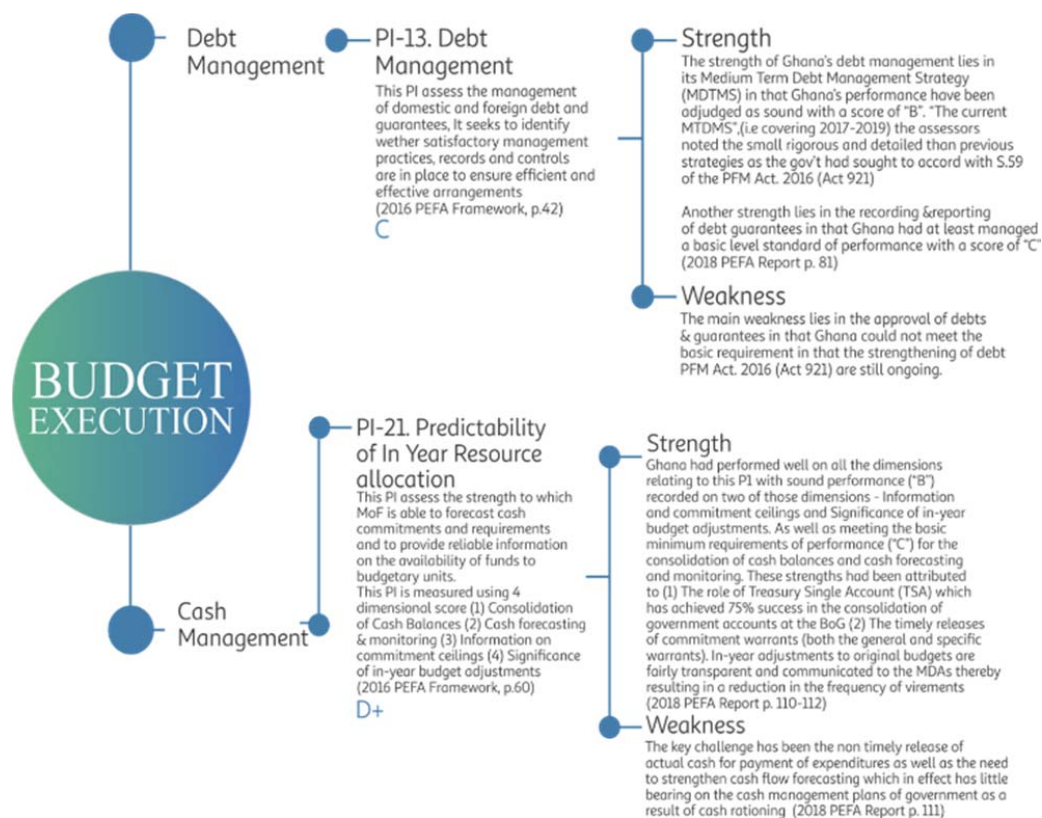 BUDGET
EXECUTION
Debt
Management
PI-13. Debt
Management
This PI assess the management
of domestic and foreign debt and
guarantees, It seeks to identify
wether satisfactory management
practices, records and controls
are in place to ensure efficient and
effective arrangements
(2016 PEFA Framework, p.42)
C
Strength
The strength of Ghana's debt management lies in
its Medium Term Debt Management Strategy
(MDTMS) in that Ghana's performance have been
adjudged as sound with a score of "B". "The current
MTDMS",(i.e covering 2017-2019) the assessors
noted the small rigorous and detailed than previous
strategies as the gov't had sought to accord with S.59
of the PFM Act. 2016 (Act 921)
Another strength lies in the recording &reporting
of debt guarantees in that Ghana had at least managed
a basic level standard of performance with a score of "C"
(2018 PEFA Report p. 81)
Weakness
The main weakness lies in the approval of debts
& guarantees in that Ghana could not meet the
basic requirement in that the strengthening of debt
PFM Act. 2016 (Act 921) are still ongoing.
Cash
Management
PI-21. Predictability
of In Year Resource
allocation
This PI assess the strength to which
MoF is able to forecast cash
commitments and requirements
and to provide reliable information
on the availability of funds to
budgetary units.
This PI is measured using 4
dimensional score (1) Consolidation
of Cash Balances (2) Cash forecasting
& monitoring (3) Information on
commitment ceilings (4) Significance
of in-year budget adjustments
(2016 PEFA Framework, p.60)
D+
Strength
Ghana had performed well on all the dimensions
relating to this P1 with sound performance ("B")
recorded on two of those dimensions - Information
and commitment ceilings and Significance of in-year
budget adjustments. As well as meeting the basic
minimum requirements of performance ("C") for the
consolidation of cash balances and cash forecasting
and monitoring. These strengths had been attributed
to (1) The role of Treasury Single Account (TSA) which
has achieved 75% success in the consolidation of
government accounts at the BoG (2) The timely releases
of commitment warrants (both the general and specific
warrants). In-year adjustments to original budgets are
fairly transparent and communicated to the MDAs thereby
resulting in a reduction in the frequency of virements
(2018 PEFA Report p. 110-112)
Weakness
The key challenge has been the non timely release of
actual cash for payment of expenditures as well as the need
to strengthen cash flow forecasting which in effect has little
bearing on the cash management plans of government as a
result of cash rationing (2018 PEFA Report p. 111)